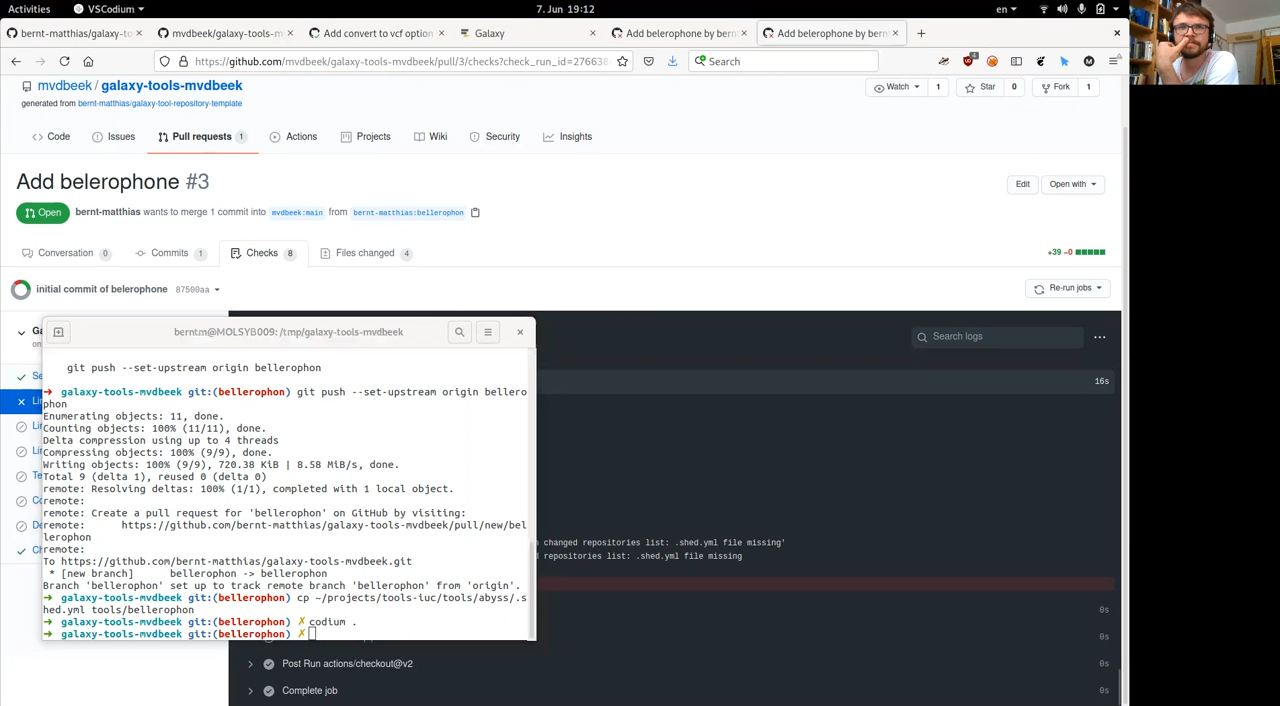 Activities VSCodium 7. Jun 19:12 en
bernt-matthias/galaxy-to mvdbeek/galaxy-tools-m Add convert to vcf option Galaxy Add belerophone by bern Add belerophone by bern
https://github.com/mvdbeek/galaxy-tools-mvdbeek/pull/3/checks?check_run_id=276638 Search
mvdbeek / galaxy-tools-mvdbeek
Watch 1 Star 0 Fork 1
generated from bernt-matthias/galaxy-tool-repository-template
Code Issues Pull requests 1 Actions Projects Wiki Security Insights
Add belerophone #3
Edit Open with
Open bernt-matthias wants to merge 1 commit into mvdbeek:main from bernt-matthias:bellerophon
Conversation 0 Commits 1 Checks 8 Files changed 4 +39 −0
initial commit of belerophone 87500aa Re-run jobs
berntm@MOLSYB009: /tmp/galaxy-tools-mvdbeek
Search logs
16s
git push --set-upstream origin bellerophon
➜ galaxy-tools-mvdbeek git:(bellerophon) git push --set-upstream origin bellero
phon
Enumerating objects: 11, done.
Counting objects: 100% (11/11), done.
Delta compression using up to 4 threads
Compressing objects: 100% (9/9), done.
Writing objects: 100% (9/9), 720.38 KiB | 8.58 MiB/s, done.
Total 9 (delta 1), reused 0 (delta 0)
remote: Resolving deltas: 100% (1/1), completed with 1 local object.
remote:
remote: Create a pull request for 'bellerophon' on GitHub by visiting:
remote: https://github.com/bernt-matthias/galaxy-tools-mvdbeek/pull/new/bel
lerophon
remote:
To https://github.com/bernt-matthias/galaxy-tools-mvdbeek.git
* [new branch] bellerophon -> bellerophon
Branch 'bellerophon' set up to track remote branch 'bellerophon' from 'origin'.
➜ galaxy-tools-mvdbeek git:(bellerophon) cp ~/projects/tools-iuc/tools/abyss/.s
hed.yml tools/bellerophon
➜ galaxy-tools-mvdbeek git:(bellerophon) ✗ codium .
➜ galaxy-tools-mvdbeek git:(bellerophon) ✗
changed repositories list: .shed.yml file missing'
d repositories list: .shed.yml file missing
0s
0s
Post Run actions/checkout@v2 0s
Complete job 0s